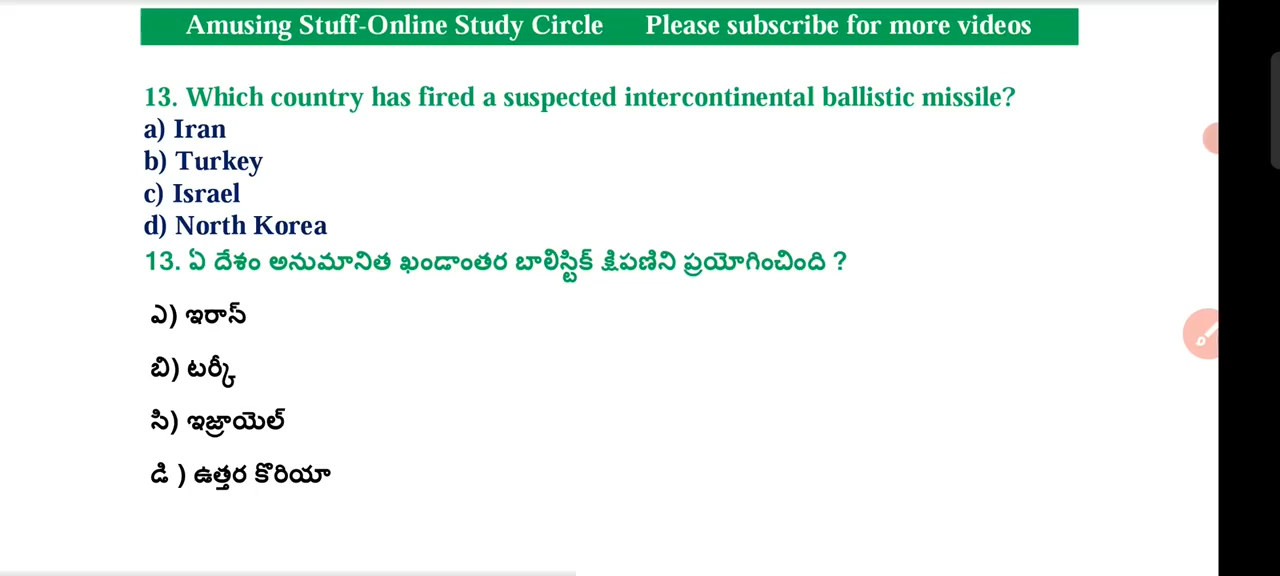 Amusing Stuff-Online Study Circle Please subscribe for more videos
13. Which country has fired a suspected intercontinental ballistic missile?
a) Iran
b) Turkey
c) Israel
d) North Korea
13. ఏ దేశం అనుమానిత ఖండాంతర బాలిస్టిక్ క్షిపణిని ప్రయోగించింది ?
ఎ) ఇరాస్
బి) టర్కీ
సి) ఇజ్రాయెల్
డి ) ఉత్తర కొరియా